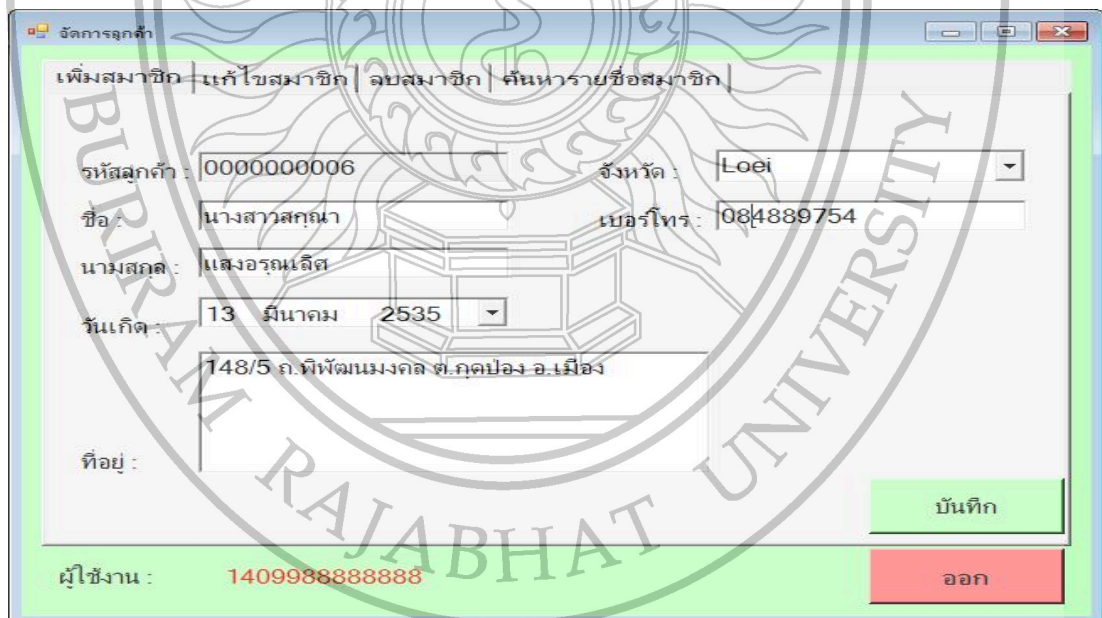 จัดการลูกค้า
เพิ่มสมาชิก แก้ไขสมาชิก ลบสมาชิก ค้นหารายชื่อสมาชิก
รหัสลูกค้า : 0000000006 จังหวัด : Loei
ชื่อ : นางสาวสกุณา เบอร์โทร : 084889754
นามสกุล : แสงอรุณเลิศ
วันเกิด : 13 มีนาคม 2535
148/5 ถ.พิพัฒนมงคล ต.กุดป่อง อ.เมือง
ที่อยู่ :
บันทึก
ผู้ใช้งาน : 1409988888888 ออก
BURIRAM RAJABHAT UNIVERSITY